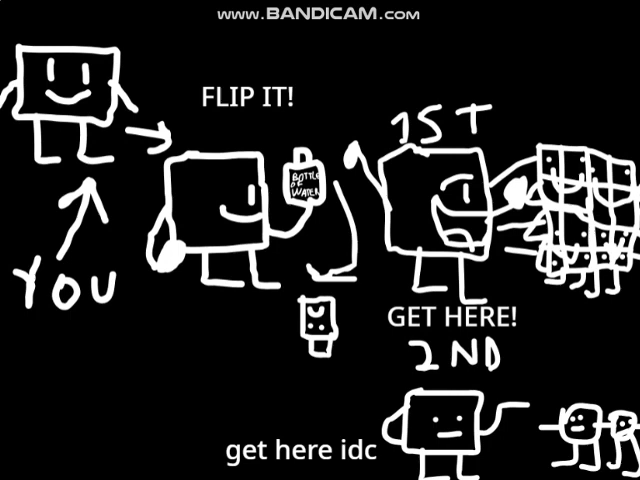 www.BANDICAM.com
FLIP IT!
1ST
BOTTLE
OF
WATER
YOU
GET HERE!
2ND
get here idc